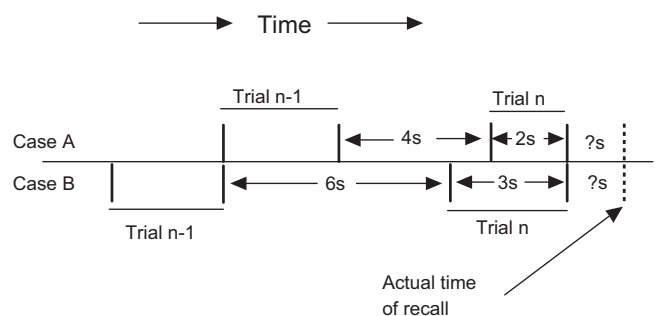 Time
Trial n-1
Trial n
Case A
4s
2s
?s
Case B
6s
3s
?s
Trial n-1
Trial n
Actual time
of recall